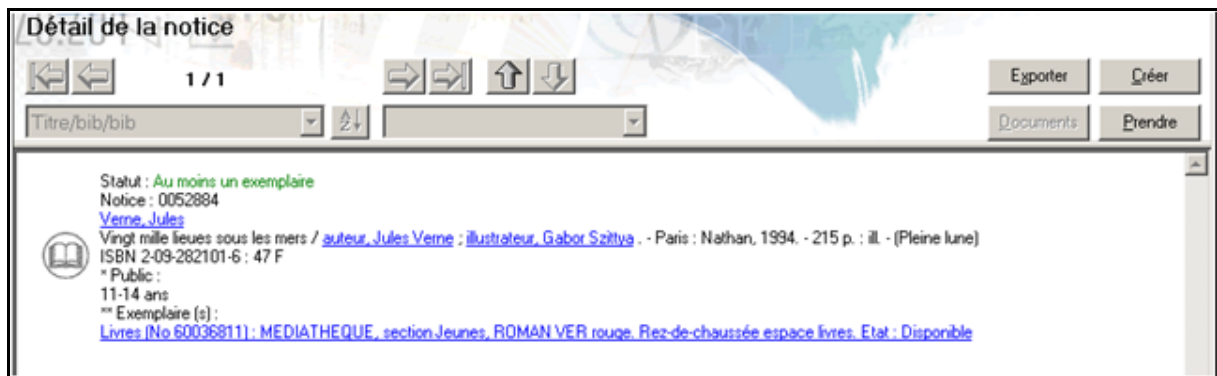 Détail de la notice
1 / 1
Exporter
Créer
Titre/bib/bib
Documents
Prendre
Statut : Au moins un exemplaire
Notice : 0052884
Verne, Jules
Vingt mille lieues sous les mers / auteur, Jules Verne ; illustrateur, Gabor Szittya . - Paris : Nathan, 1994. - 215 p. : ill. - (Pleine lune)
ISBN 2-09-282101-6 : 47 F
* Public :
11-14 ans
** Exemplaire (s) :
Livres (No 60036811) : MEDIATHEQUE, section Jeunes, ROMAN VER rouge. Rez-de-chaussée espace livres. Etat : Disponible